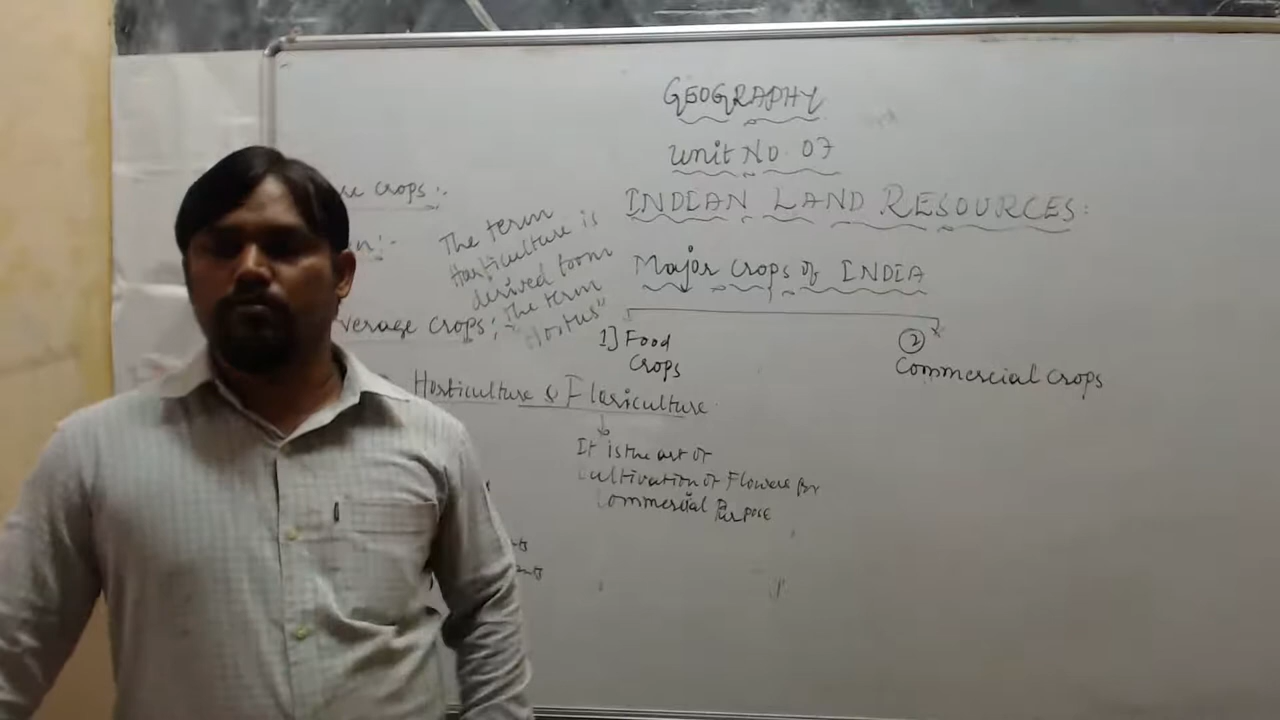 GEOGRAPHY
Unit No. 07
INDIAN LAND RESOURCES:
Major crops of INDIA
1] Food
Crops
②
Commercial Crops
crops :-
The term
Horticulture is
derived from
the term
"Hortus"
verage crops :-
Horticulture & Floriculture
It is the art of
cultivation of Flowers for
Commercial Purpose